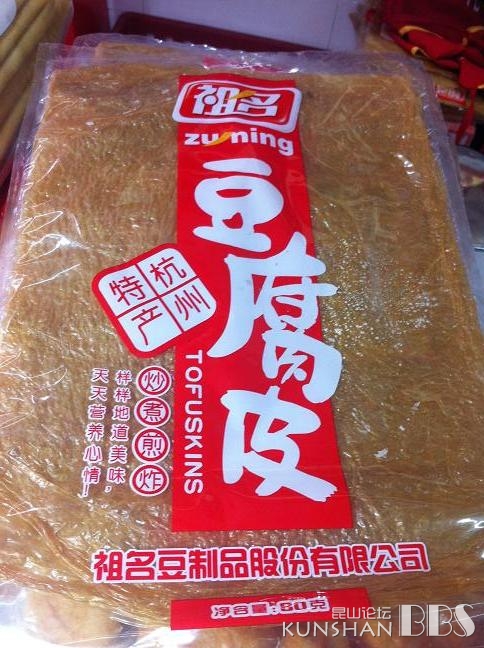 祖名
zuming
豆腐皮
TOFUSKINS
杭州
特产
炒煮煎炸
样样地道美味,
天天营养心情!
祖名豆制品股份有限公司
净含量:80克
昆山论坛
KUNSHAN BBS